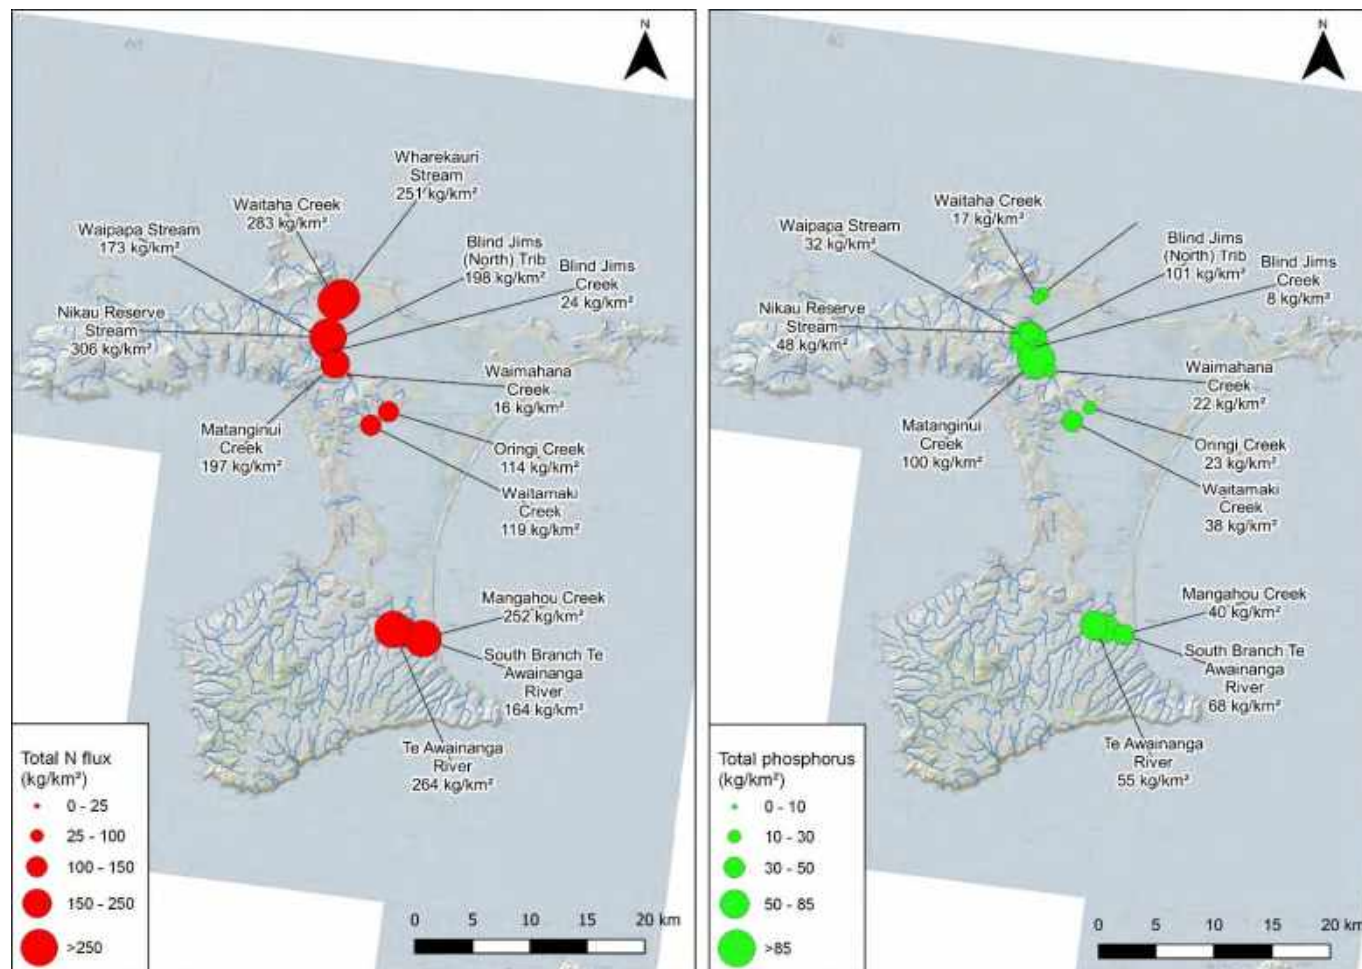 N
Wharekauri
Stream
251 kg/km²
Waitaha Creek
283 kg/km²
Waipapa Stream
173 kg/km²
Blind Jims
(North) Trib
198 kg/km²
Blind Jims
Creek
24 kg/km²
Nikau Reserve
Stream
306 kg/km²
Waimahana
Creek
16 kg/km²
Matanginui
Creek
197 kg/km²
Oringi Creek
114 kg/km²
Waitamaki
Creek
119 kg/km²
Mangahou Creek
252 kg/km²
South Branch Te
Awainanga
River
164 kg/km²
Te Awainanga
River
264 kg/km²
Total N flux
(kg/km²)
0 - 25
25 - 100
100 - 150
150 - 250
>250
0 5 10 15 20 km
N
Waitaha Creek
17 kg/km²
Waipapa Stream
32 kg/km²
Blind Jims
(North) Trib
101 kg/km²
Blind Jims
Creek
8 kg/km²
Nikau Reserve
Stream
48 kg/km²
Waimahana
Creek
22 kg/km²
Matanginui
Creek
100 kg/km²
Oringi Creek
23 kg/km²
Waitamaki
Creek
38 kg/km²
Mangahou Creek
40 kg/km²
South Branch Te
Awainanga
River
68 kg/km²
Te Awainanga
River
55 kg/km²
Total phosphorus
(kg/km²)
0 - 10
10 - 30
30 - 50
50 - 85
>85
0 5 10 15 20 km